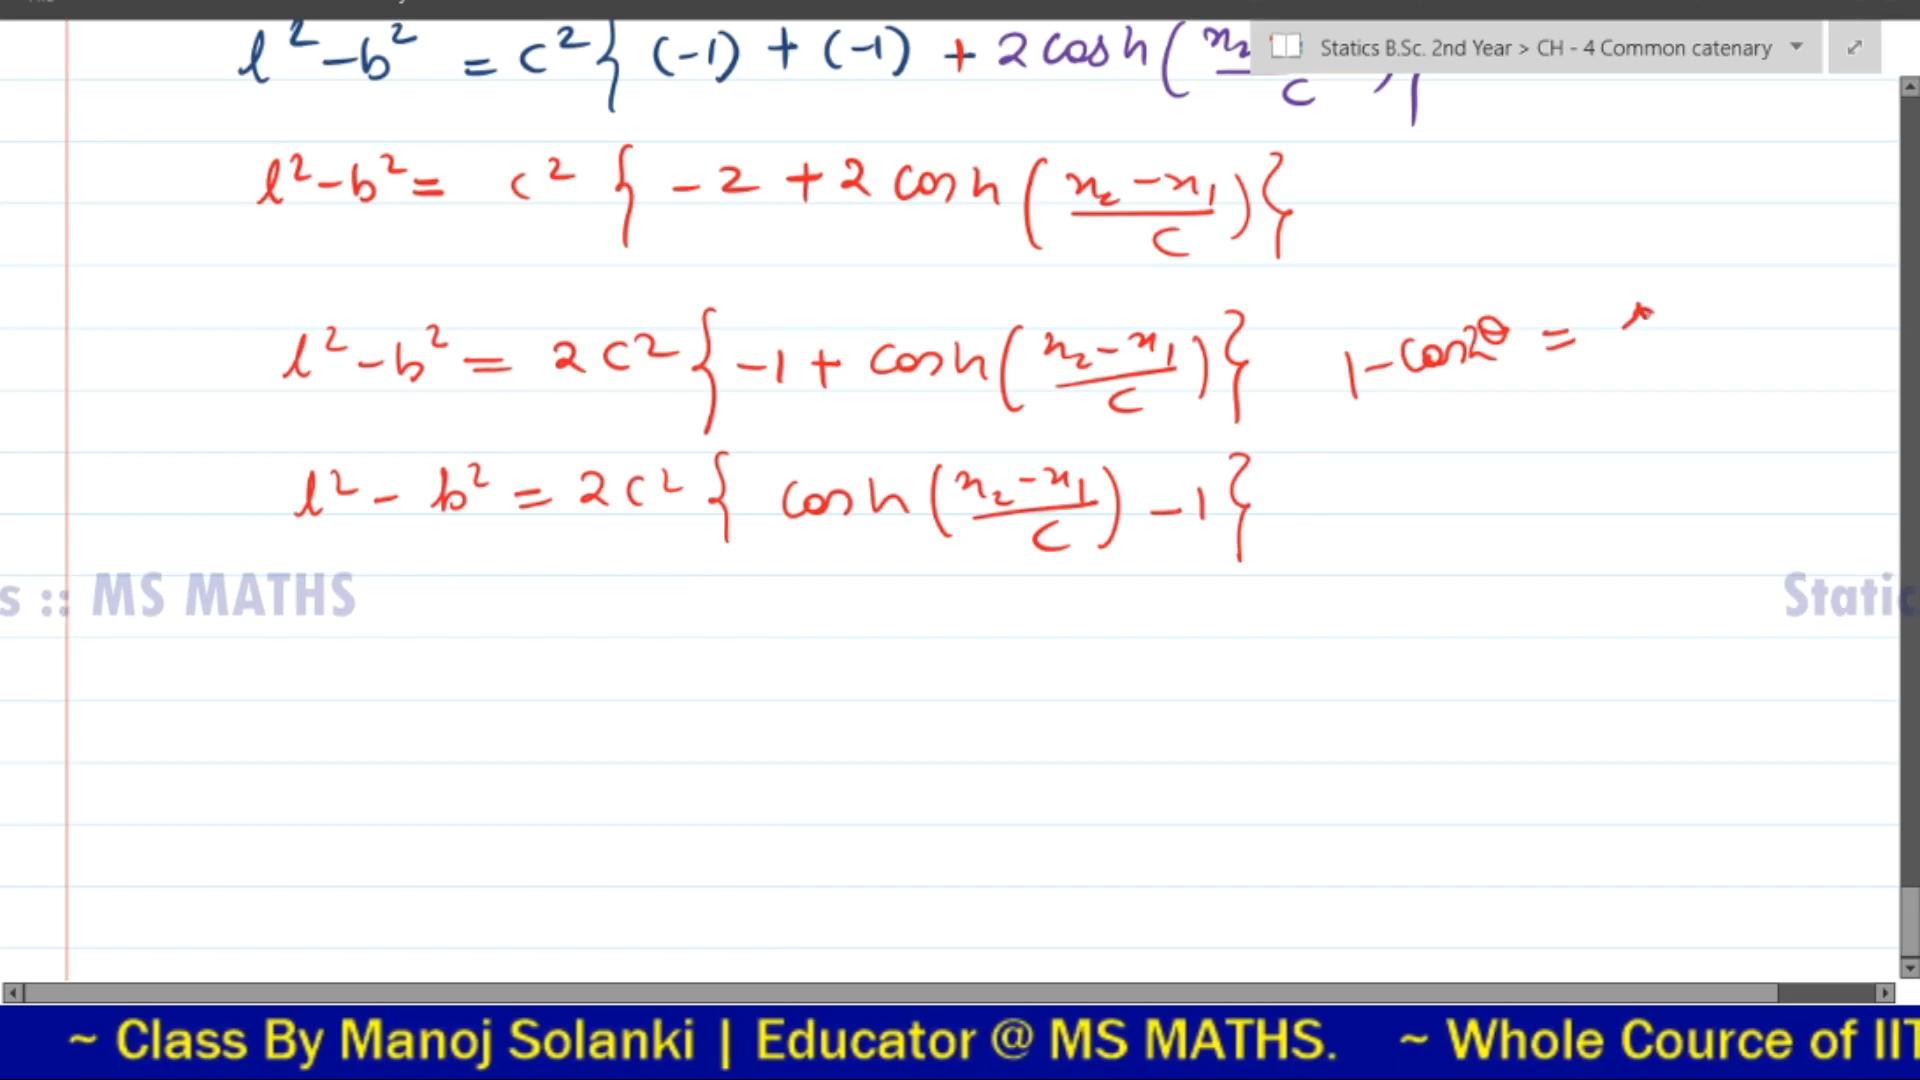 l² - b² = c² { (-1) + (-1) + 2 cosh ( x₂ / c
Statics B.Sc. 2nd Year > CH - 4 Common catenary
l² - b² = c² { -2 + 2 cosh ( (x₂ - x₁) / c ) }
l² - b² = 2c² { -1 + cosh ( (x₂ - x₁) / c ) } 1 - cos2θ =
l² - b² = 2c² { cosh ( (x₂ - x₁) / c ) - 1 }
s :: MS MATHS Static
~ Class By Manoj Solanki | Educator @ MS MATHS. ~ Whole Cource of IIT